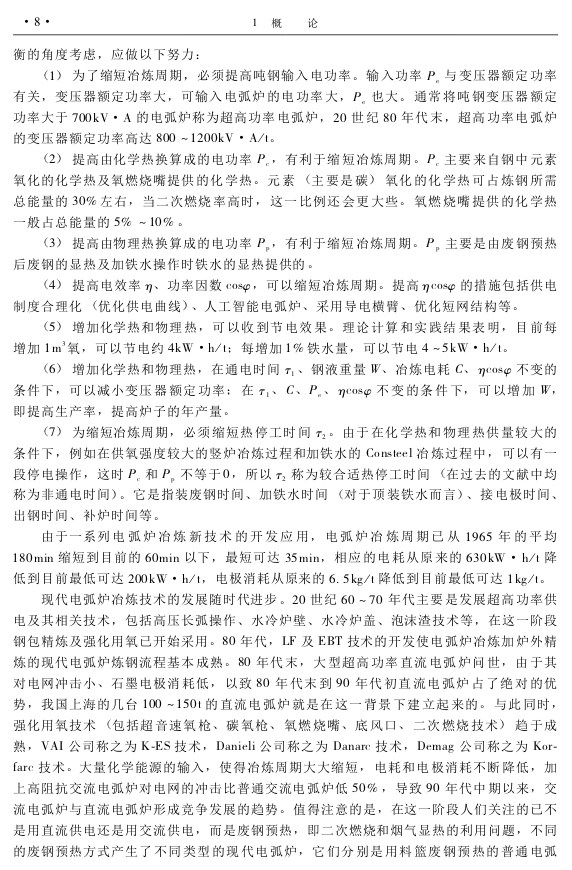 · 8 ·
1 概 论
衡的角度考虑，应做以下努力：
（1） 为了缩短冶炼周期，必须提高吨钢输入电功率。输入功率 Pe 与变压器额定功率
有关，变压器额定功率大，可输入电弧炉的电功率大，Pe 也大。通常将吨钢变压器额定
功率大于 700kV·A 的电弧炉称为超高功率电弧炉，20 世纪 80 年代末，超高功率电弧炉
的变压器额定功率高达 800 ~1200kV·A/t。
（2） 提高由化学热换算成的电功率 Pc，有利于缩短冶炼周期。Pc 主要来自钢中元素
氧化的化学热及氧燃烧嘴提供的化学热。元素（主要是碳）氧化的化学热可占炼钢所需
总能量的 30% 左右，当二次燃烧率高时，这一比例还会更大些。氧燃烧嘴提供的化学热
一般占总能量的 5% ~10%。
（3） 提高由物理热换算成的电功率 Pp，有利于缩短冶炼周期。Pp 主要是由废钢预热
后废钢的显热及加铁水操作时铁水的显热提供的。
（4） 提高电效率 η、功率因数 cosφ，可以缩短冶炼周期。提高 ηcosφ 的措施包括供电
制度合理化（优化供电曲线）、人工智能电弧炉、采用导电横臂、优化短网结构等。
（5） 增加化学热和物理热，可以收到节电效果。理论计算和实践结果表明，目前每
增加 1m³氧，可以节电约 4kW·h/t；每增加 1% 铁水量，可以节电 4 ~5kW·h/t。
（6） 增加化学热和物理热，在通电时间 τ1、钢液重量 W、冶炼电耗 C、ηcosφ 不变的
条件下，可以减小变压器额定功率；在 τ1、C、Pe、ηcosφ 不变的条件下，可以增加 W，
即提高生产率，提高炉子的年产量。
（7） 为缩短冶炼周期，必须缩短热停工时间 τ2。由于在化学热和物理热供量较大的
条件下，例如在供氧强度较大的竖炉冶炼过程和加铁水的 Consteel 冶炼过程中，可以有一
段停电操作，这时 Pc 和 Pp 不等于0，所以 τ2 称为较合适热停工时间（在过去的文献中均
称为非通电时间）。它是指装废钢时间、加铁水时间（对于顶装铁水而言）、接电极时间、
出钢时间、补炉时间等。
由于一系列电弧炉冶炼新技术的开发应用，电弧炉冶炼周期已从 1965 年的平均
180min 缩短到目前的 60min 以下，最短可达 35min，相应的电耗从原来的 630kW·h/t 降
低到目前最低可达 200kW·h/t，电极消耗从原来的 6.5kg/t 降低到目前最低可达 1kg/t。
现代电弧炉冶炼技术的发展随时代进步。20 世纪 60 ~ 70 年代主要是发展超高功率供
电及其相关技术，包括高压长弧操作、水冷炉壁、水冷炉盖、泡沫渣技术等，在这一阶段
钢包精炼及强化用氧已开始采用。80 年代，LF 及 EBT 技术的开发使电弧炉冶炼加炉外精
炼的现代电弧炉炼钢流程基本成熟。80 年代末，大型超高功率直流电弧炉问世，由于其
对电网冲击小、石墨电极消耗低，以致 80 年代末到 90 年代初直流电弧炉占了绝对的优
势，我国上海的几台 100 ~150t 的直流电弧炉就是在这一背景下建立起来的。与此同时，
强化用氧技术（包括超音速氧枪、碳氧枪、氧燃烧嘴、底风口、二次燃烧技术）趋于成
熟，VAI 公司称之为 K-ES 技术，Danieli 公司称之为 Danarc 技术，Demag 公司称之为 Kor-
farc 技术。大量化学能源的输入，使得冶炼周期大大缩短，电耗和电极消耗不断降低，加
上高阻抗交流电弧炉对电网的冲击比普通交流电弧炉低 50%，导致 90 年代中期以来，交
流电弧炉与直流电弧炉形成竞争发展的趋势。值得注意的是，在这一阶段人们关注的已不
是用直流供电还是用交流供电，而是废钢预热，即二次燃烧和烟气显热的利用问题，不同
的废钢预热方式产生了不同类型的现代电弧炉，它们分别是用料篮废钢预热的普通电弧